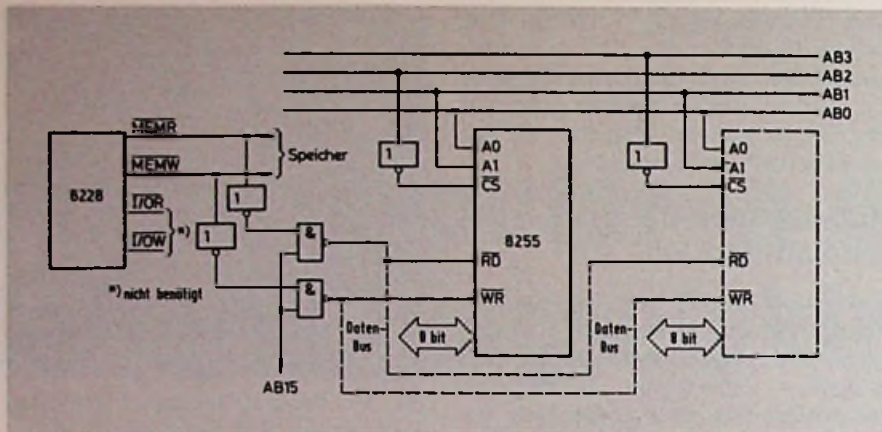 AB3
AB2
AB1
AB0
MEMR
MEMW
Speicher
8228
I/OR
I/OW
*)
*) nicht benötigt
1
1
&
&
AB15
1
A0
A1
CS
8255
RD
WR
Daten-
Bus
8 bit
1
A0
A1
CS
RD
WR
Daten-
Bus
8 bit